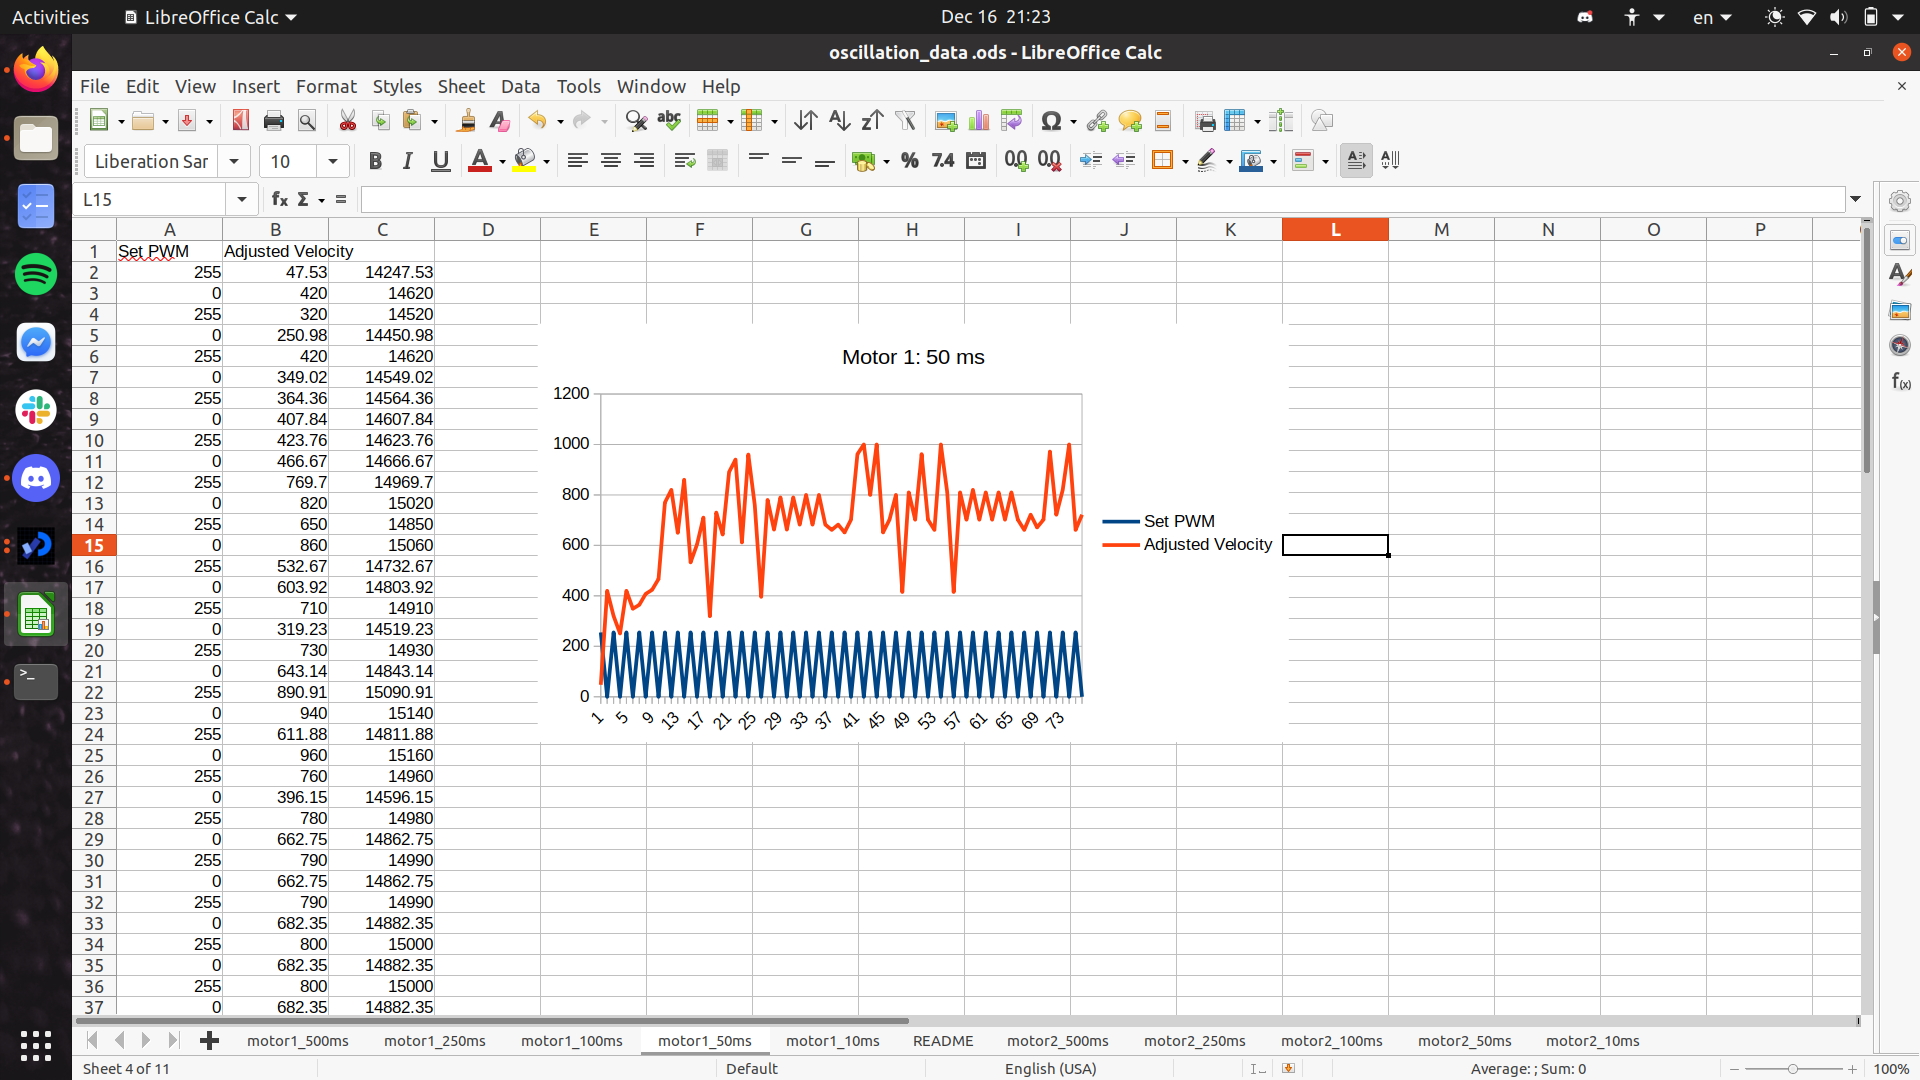 Activities LibreOffice Calc Dec 16 21:23 en
oscillation_data .ods - LibreOffice Calc
File Edit View Insert Format Styles Sheet Data Tools Window Help
Liberation Sar 10
L15
A B C D E F G H I J K L M N O P
1 Set PWM Adjusted Velocity
2 255 47.53 14247.53
3 0 420 14620
4 255 320 14520
5 0 250.98 14450.98
6 255 420 14620
7 0 349.02 14549.02
8 255 364.36 14564.36
9 0 407.84 14607.84
10 255 423.76 14623.76
11 0 466.67 14666.67
12 255 769.7 14969.7
13 0 820 15020
14 255 650 14850
15 0 860 15060
16 255 532.67 14732.67
17 0 603.92 14803.92
18 255 710 14910
19 0 319.23 14519.23
20 255 730 14930
21 0 643.14 14843.14
22 255 890.91 15090.91
23 0 940 15140
24 255 611.88 14811.88
25 0 960 15160
26 255 760 14960
27 0 396.15 14596.15
28 255 780 14980
29 0 662.75 14862.75
30 255 790 14990
31 0 662.75 14862.75
32 255 790 14990
33 0 682.35 14882.35
34 255 800 15000
35 0 682.35 14882.35
36 255 800 15000
37 0 682.35 14882.35
Motor 1: 50 ms
1200
1000
800
600
400
200
0
1 5 9 13 17 21 25 29 33 37 41 45 49 53 57 61 65 69 73
Set PWM
Adjusted Velocity
motor1_500ms motor1_250ms motor1_100ms motor1_50ms motor1_10ms README motor2_500ms motor2_250ms motor2_100ms motor2_50ms motor2_10ms
Sheet 4 of 11 Default English (USA) Average: ; Sum: 0 100%